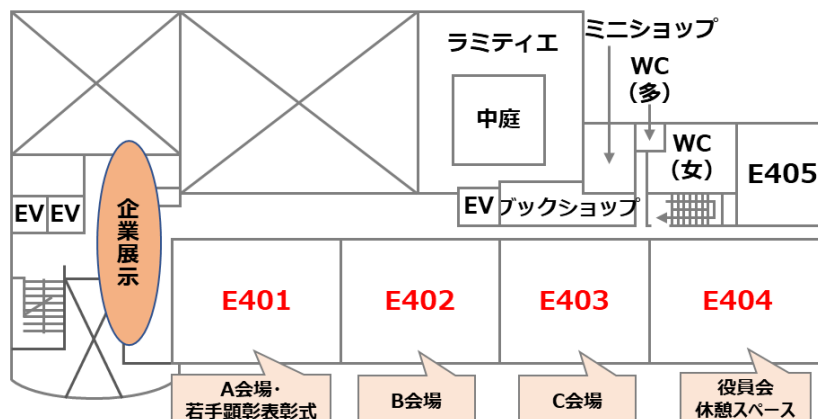 ラミティエ
ミニショップ
WC
（多）
中庭
WC
（女）
E405
EV
EV
企業展示
EV
ブックショップ
E401
E402
E403
E404
A会場・
若手顕彰表彰式
B会場
C会場
役員会
休憩スペース